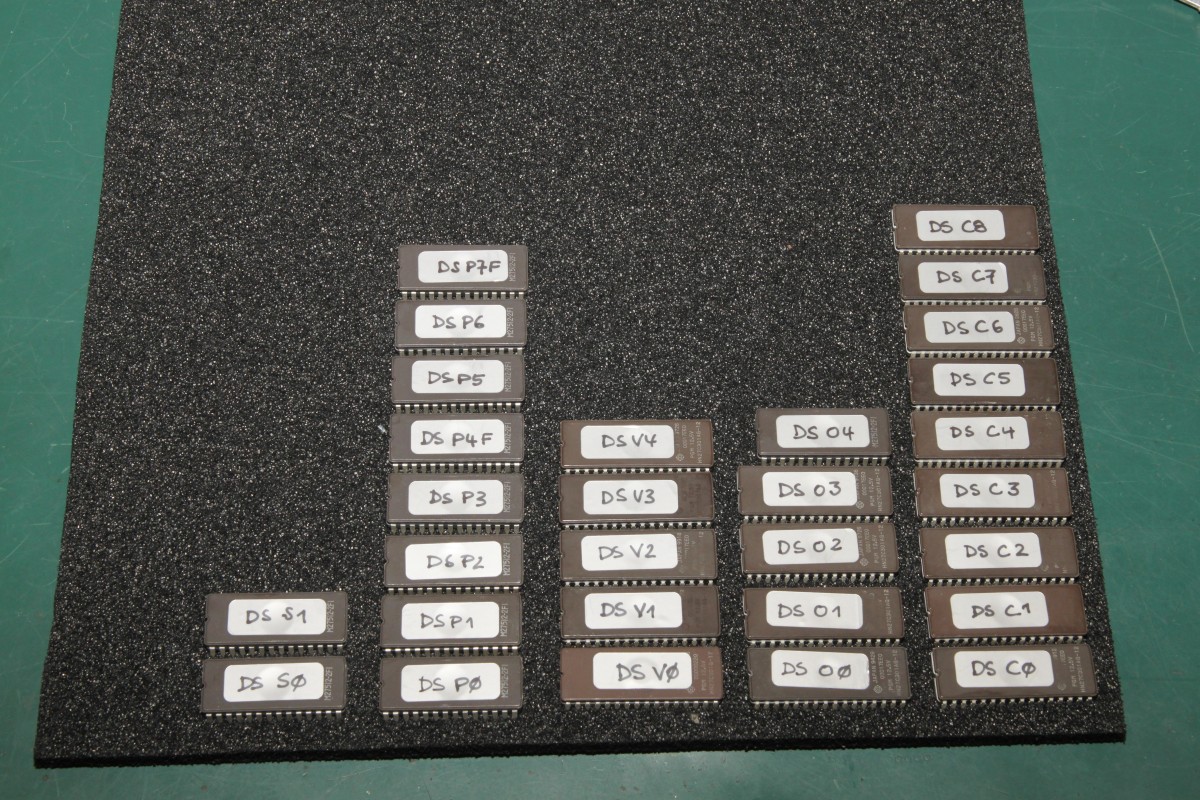 DS C8
DS P7F
DS C7
DS P6
DS C6
DS P5
DS C5
DS P4F
DS V4
DS O4
DS C4
DS P3
DS V3
DS O3
DS C3
DS P2
DS V2
DS O2
DS C2
DS S1
DS P1
DS V1
DS O1
DS C1
DS SØ
DS PØ
DS VØ
DS OØ
DS CØ